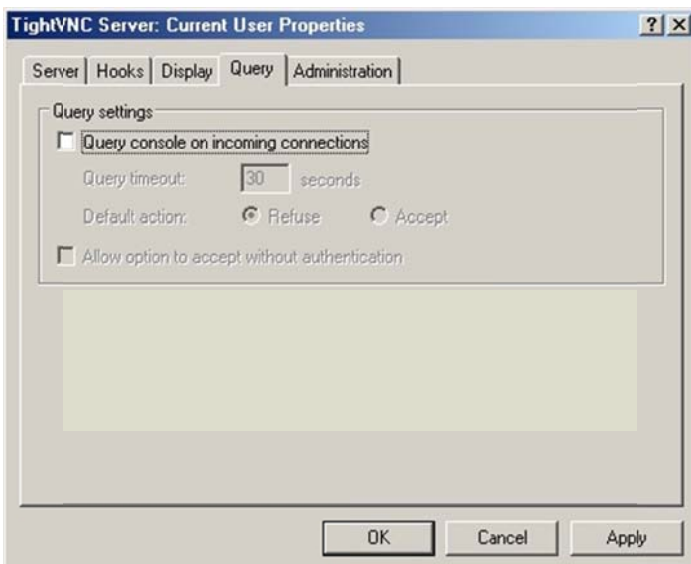 TightVNC Server: Current User Properties
Server Hooks Display Query Administration
Query settings
Query console on incoming connections
Query timeout: 30 seconds
Default action: Refuse Accept
Allow option to accept without authentication
OK Cancel Apply